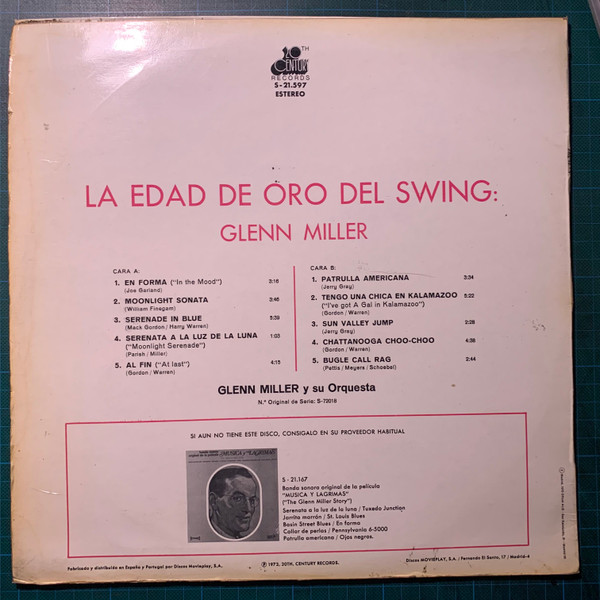 20TH
CENTURY
RECORDS
S-21.597
ESTEREO
LA EDAD DE ORO DEL SWING:
GLENN MILLER
CARA A:
1. EN FORMA ("In the Mood") 3:16
(Joe Garland)
2. MOONLIGHT SONATA 3:46
(William Finegam)
3. SERENADE IN BLUE 5:39
(Mack Gordon / Harry Warren)
4. SERENATA A LA LUZ DE LA LUNA 1:03
("Moonlight Serenade")
(Parish / Miller)
5. AL FIN ("At last") 4:15
(Gordon / Warren)
CARA B:
1. PATRULLA AMERICANA 3:34
(Jerry Gray)
2. TENGO UNA CHICA EN KALAMAZOO 5:22
("I've got A Gal in Kalamazoo")
(Gordon / Warren)
3. SUN VALLEY JUMP 2:28
(Jerry Gray)
4. CHATTANOOGA CHOO-CHOO 4:38
(Gordon / Warren)
5. BUGLE CALL RAG 2:44
(Pettis / Meyers / Schoebel)
GLENN MILLER y su Orquesta
N.º Original de Serie: S-72018
SI AUN NO TIENE ESTE DISCO, CONSIGALO EN SU PROVEEDOR HABITUAL
"MUSICA Y LAGRIMAS"
S - 21.167
Banda sonora original de la película
"MUSICA Y LAGRIMAS"
("The Glenn Miller Story")
Serenata a la luz de la luna / Tuxedo Junction
Jarrita marrón / St. Louis Blues
Basin Street Blues / En forma
Collar de perlas / Pennsylvania 6-5000
Patrulla americana / Ojos negros.
Fabricado y distribuido en España y Portugal por Discos Movieplay, S.A.
Ⓟ 1973, 20TH. CENTURY RECORDS.
Discos MOVIEPLAY, S.A. / Fernando El Santo, 17 / Madrid-4